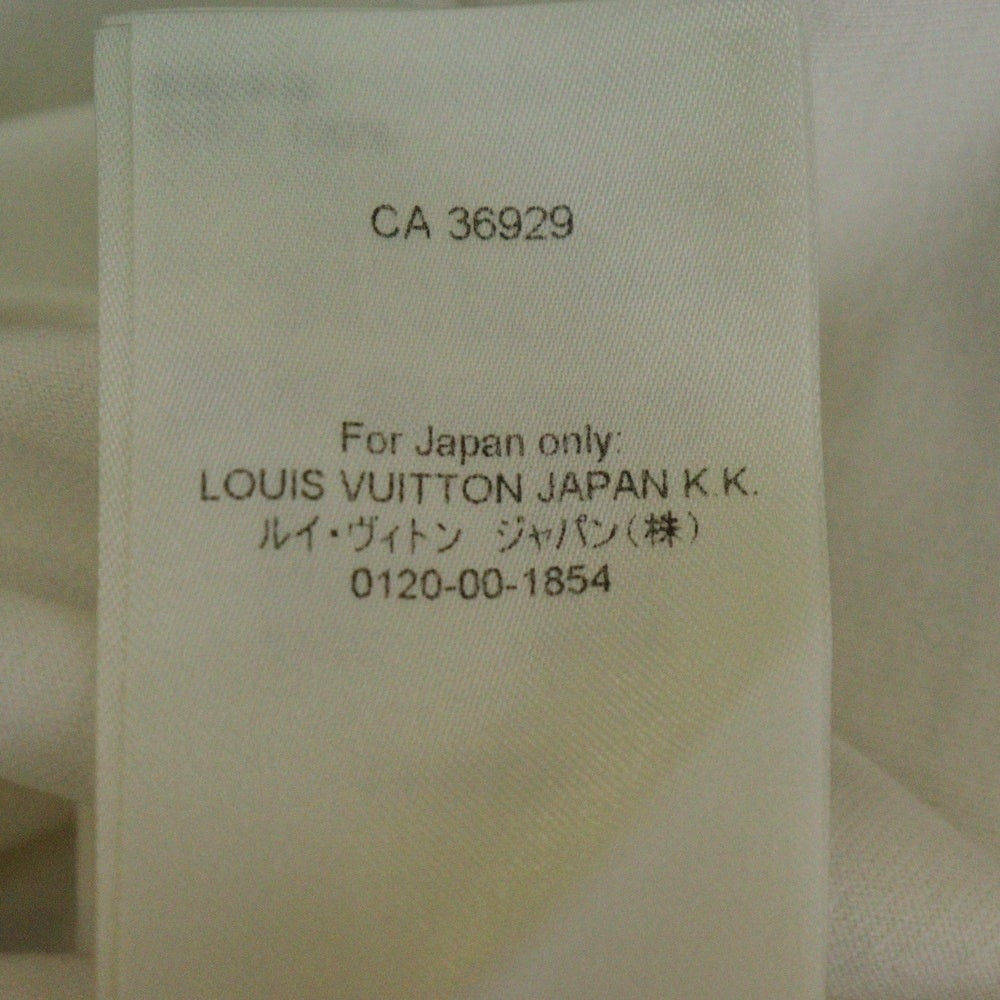 CA 36929
For Japan only:
LOUIS VUITTON JAPAN K.K.
ルイ・ヴィトン ジャパン(株)
0120-00-1854